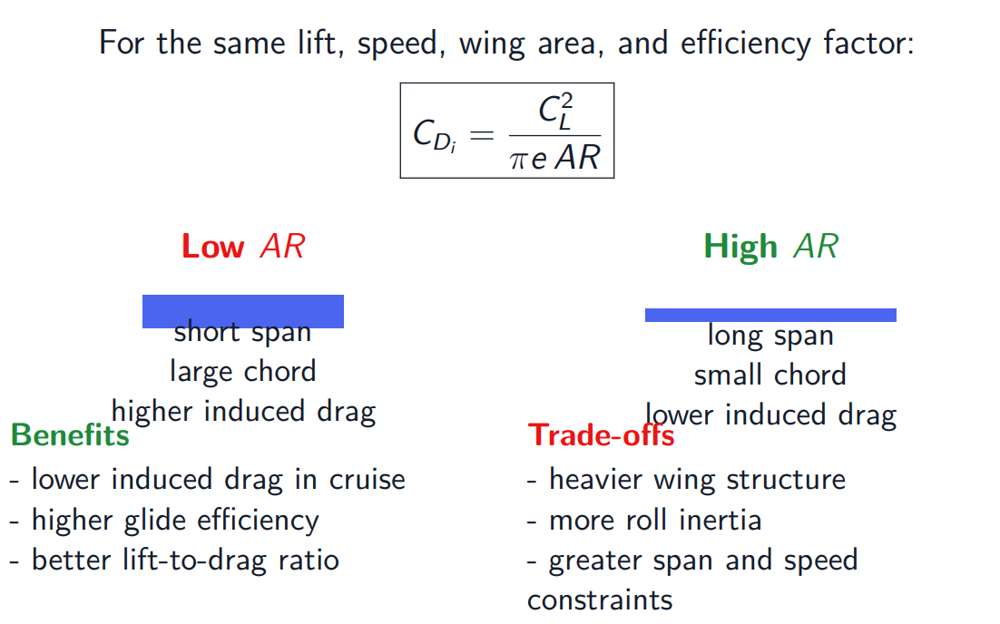 For the same lift, speed, wing area, and efficiency factor:
C_{D_i} = \frac{C_L^2}{\pi e AR}
Low AR
short span
large chord
higher induced drag
High AR
long span
small chord
lower induced drag
Benefits
- lower induced drag in cruise
- higher glide efficiency
- better lift-to-drag ratio
Trade-offs
- heavier wing structure
- more roll inertia
- greater span and speed
constraints